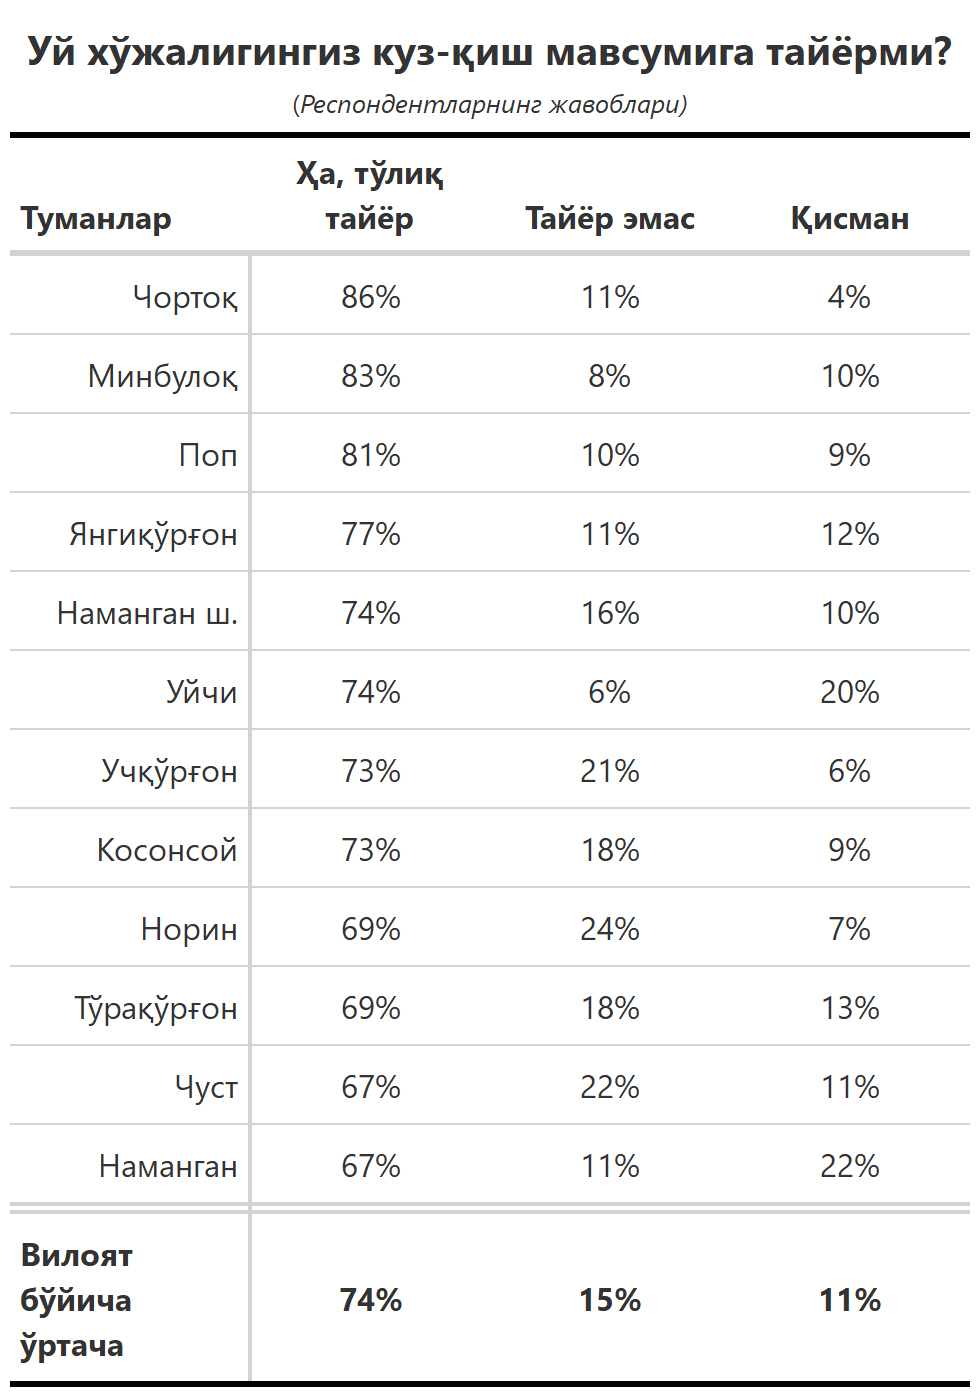 Уй хўжалигингиз куз-қиш мавсумига тайёрми?
(Респондентларнинг жавоблари)
Туманлар Ҳа, тўлиқ тайёр Тайёр эмас Қисман
Чортоқ 86% 11% 4%
Минбулоқ 83% 8% 10%
Поп 81% 10% 9%
Янгиқўрғон 77% 11% 12%
Наманган ш. 74% 16% 10%
Уйчи 74% 6% 20%
Учқўрғон 73% 21% 6%
Косонсой 73% 18% 9%
Норин 69% 24% 7%
Тўрақўрғон 69% 18% 13%
Чуст 67% 22% 11%
Наманган 67% 11% 22%
Вилоят
бўйича
ўртача
74% 15% 11%